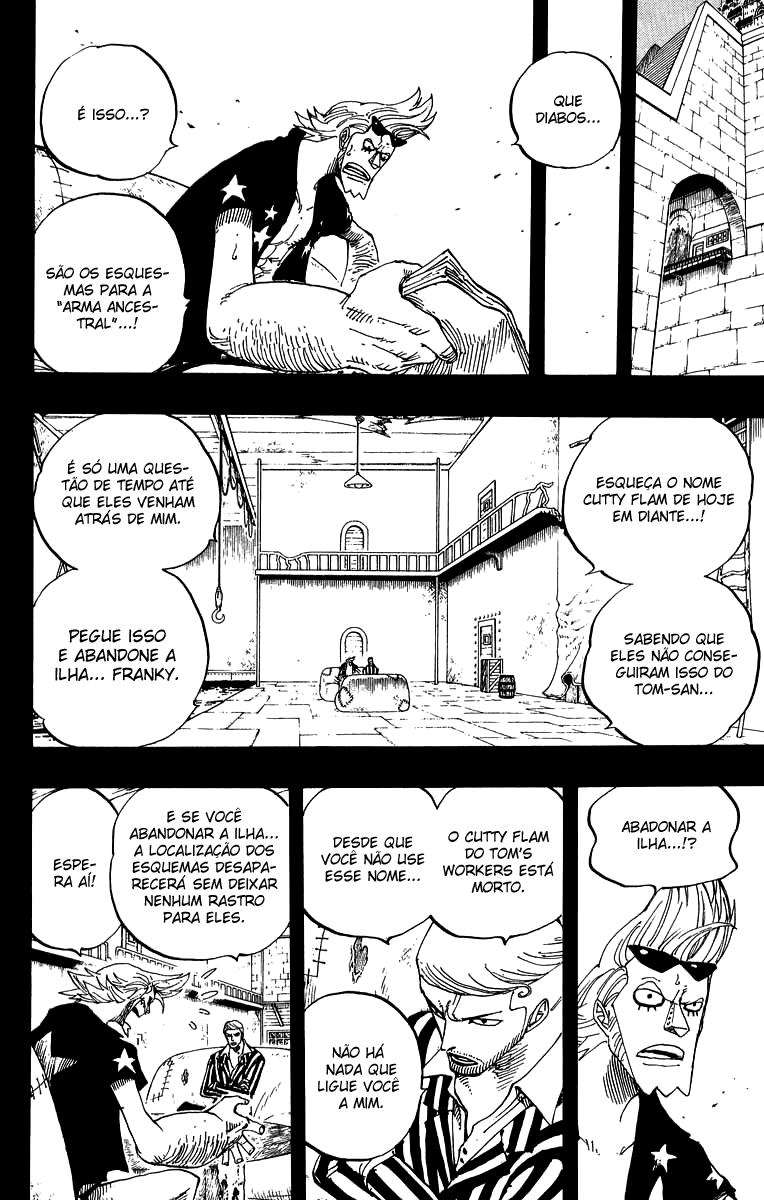 QUE
DIABOS...
É ISSO...?
SÃO OS ESQUE-
MAS PARA A
"ARMA ANCES-
TRAL"...!
ESQUEÇA O NOME
CUTTY FLAM DE HOJE
EM DIANTE...!
SABENDO QUE
ELES NÃO CONSE-
GUIRAM ISSO DO
TOM-SAN...
É SÓ UMA QUES-
TÃO DE TEMPO ATÉ
QUE ELES VENHAM
ATRÁS DE MIM.
PEGUE ISSO
E ABANDONE A
ILHA... FRANKY.
ABADONAR A
ILHA...!?
O CUTTY FLAM
DO TOM'S
WORKERS ESTÁ
MORTO.
DESDE QUE
VOCÊ NÃO USE
ESSE NOME...
NÃO HÁ
NADA QUE
LIGUE VOCÊ
A MIM.
E SE VOCÊ
ABANDONAR A ILHA...
A LOCALIZAÇÃO DOS
ESQUEMAS DESAPA-
RECERÁ SEM DEIXAR
NENHUM RASTRO
PARA ELES.
ESPE-
RA AÍ!